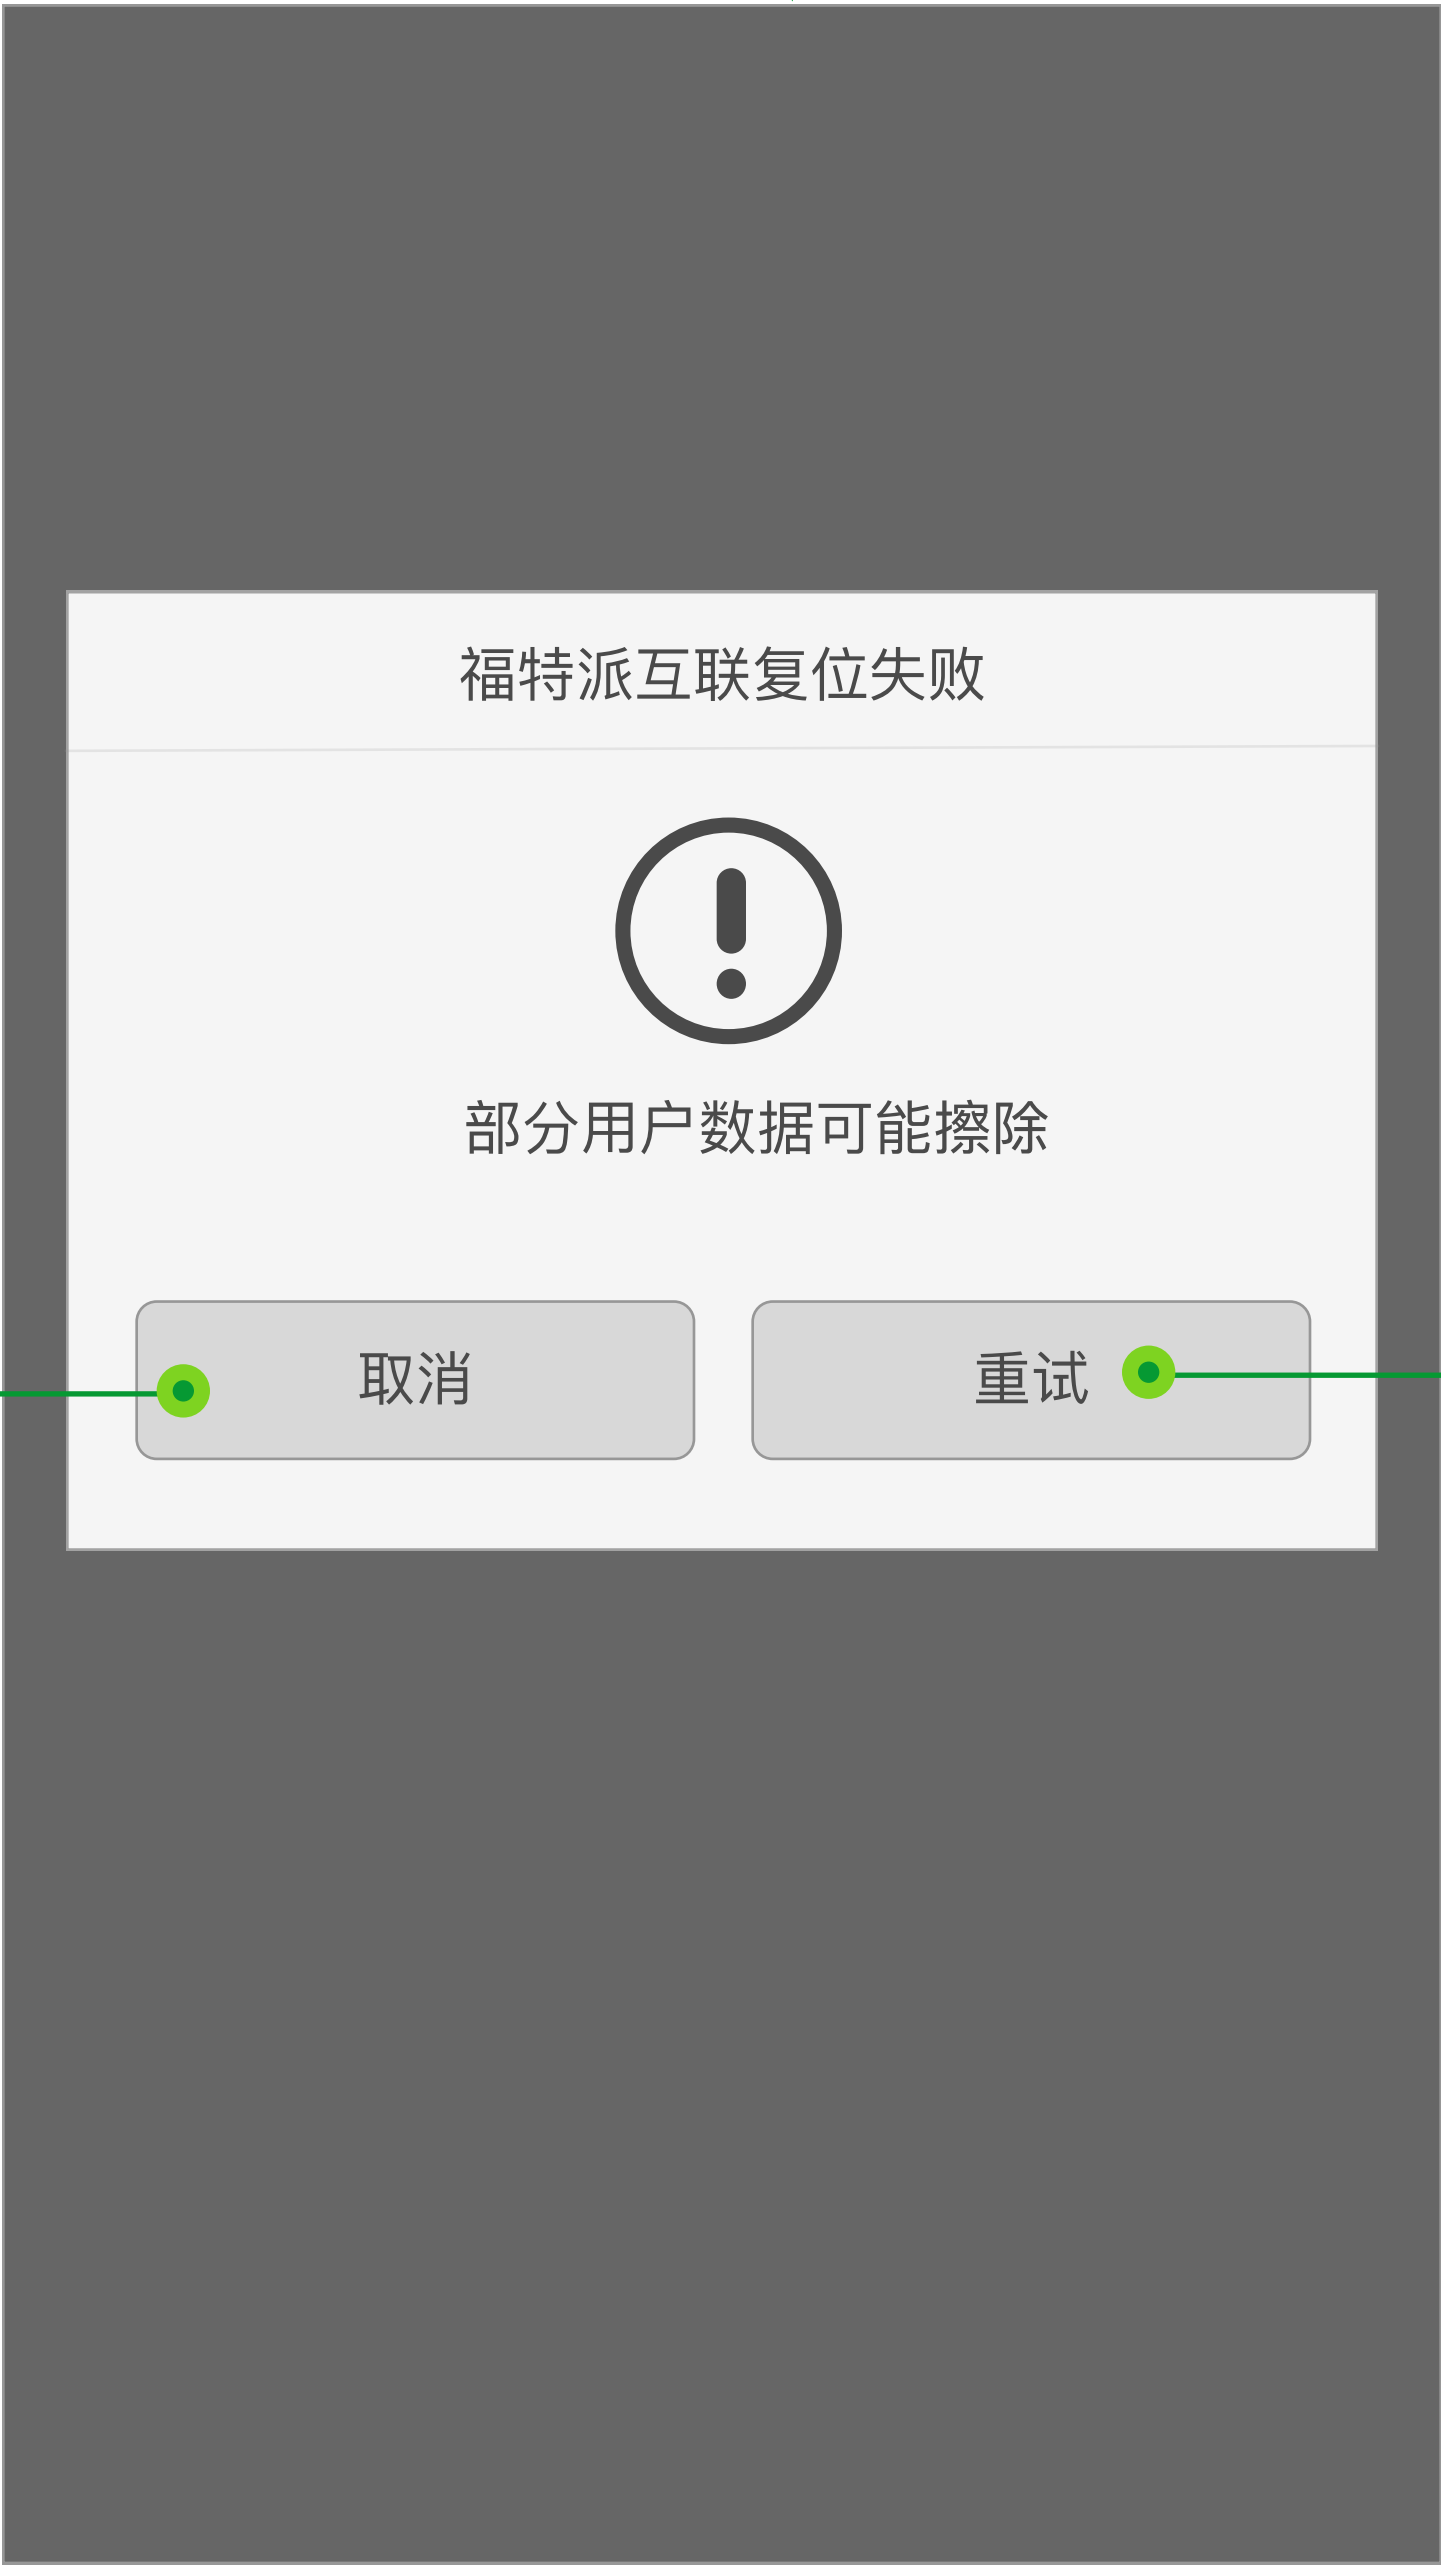 福特派互联复位失败
部分用户数据可能擦除
取消
重试